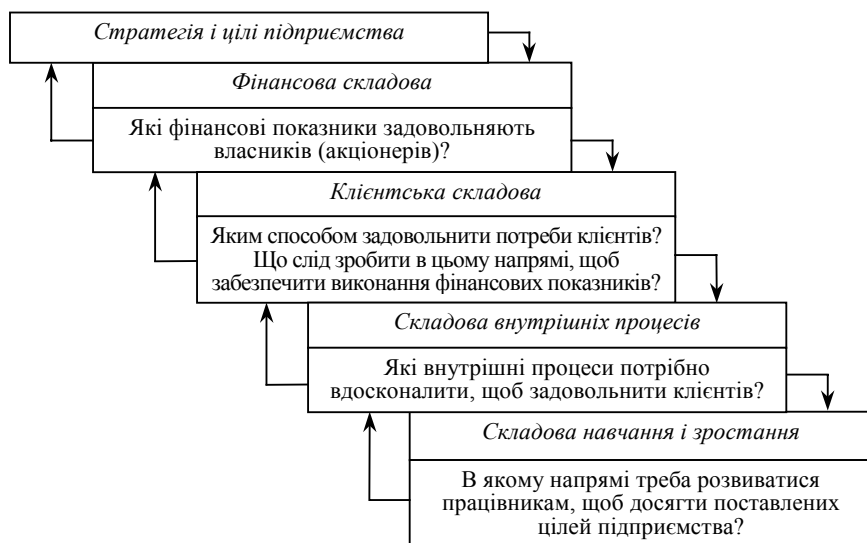 Стратегія і цілі підприємства
Фінансова складова
Які фінансові показники задовольняють
власників (акціонерів)?
Клієнтська складова
Яким способом задовольнити потреби клієнтів?
Що слід зробити в цьому напрямі, щоб
забезпечити виконання фінансових показників?
Складова внутрішніх процесів
Які внутрішні процеси потрібно
вдосконалити, щоб задовольнити клієнтів?
Складова навчання і зростання
В якому напрямі треба розвиватися
працівникам, щоб досягти поставлених
цілей підприємства?